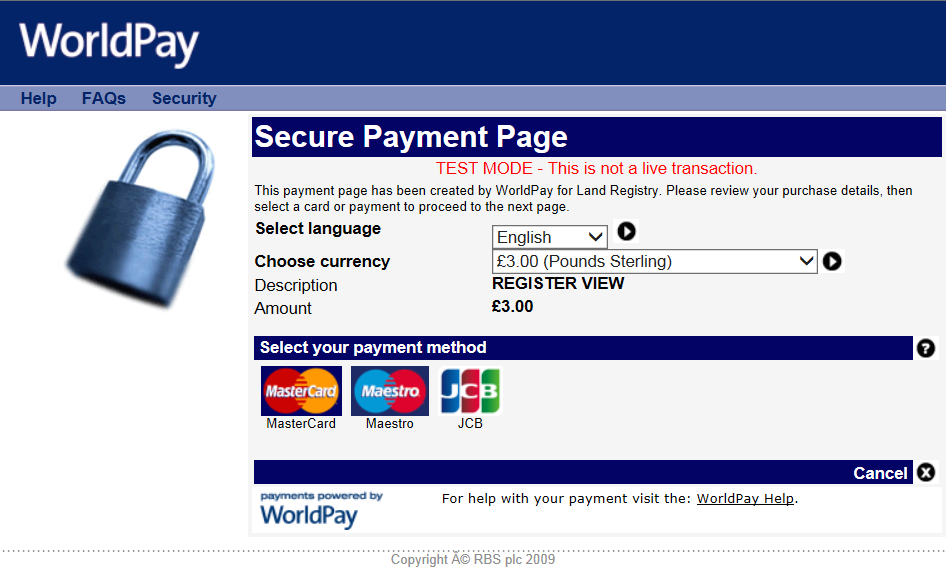 WorldPay
Help FAQs Security
Secure Payment Page
TEST MODE - This is not a live transaction.
This payment page has been created by WorldPay for Land Registry. Please review your purchase details, then
select a card or payment to proceed to the next page.
Select language English
Choose currency £3.00 (Pounds Sterling)
Description REGISTER VIEW
Amount £3.00
Select your payment method ?
MasterCard Maestro JCB
MasterCard Maestro JCB
Cancel X
payments powered by
WorldPay
For help with your payment visit the: WorldPay Help.
Copyright Ã© RBS plc 2009